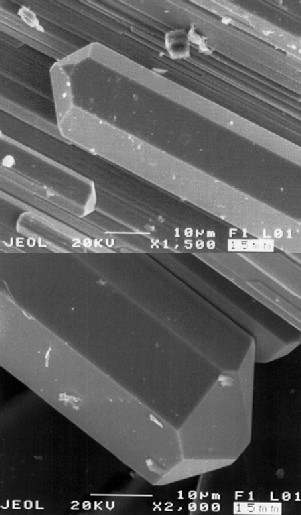 10µm F1 L01
JEOL 20KV X1,500 15mm
10µm F1 L01
JEOL 20KV X2,000 15mm